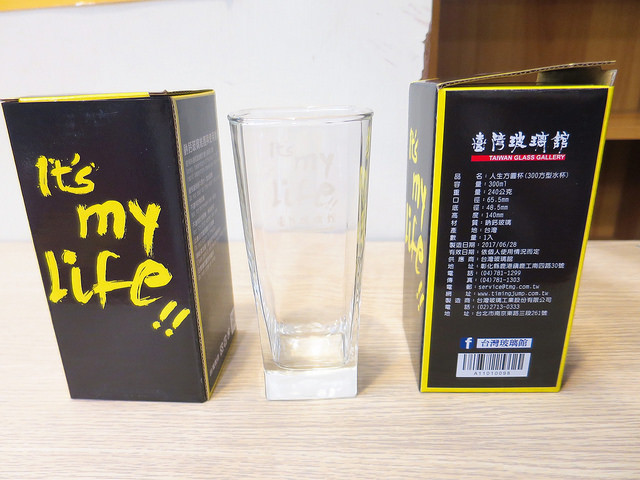 It's
my
life!!
It's
my
life
臺灣玻璃館
TAIWAN GLASS GALLERY
品 名：人生方圓杯(300方型水杯)
容 量：300ml
重 量：240公克
口 徑：65.5mm
底 徑：48.5mm
高 度：140mm
材 質：鈉鈣玻璃
產 地：台灣
數 量：1入
製造日期：2017/06/28
有效日期：依個人使用情況而定
供 應 商：台灣玻璃館
地 址：彰化縣鹿港鎮鹿工南四路30號
電 話：(04)781-1299
傳 真：(04)781-1303
電 郵：service@tmg.com.tw
網 址：www.timingjump.com.tw
製 造 商：台灣玻璃工業股份有限公司
電 話：(02)2713-0333
地 址：台北市南京東路三段261號
f 台灣玻璃館
A11010098